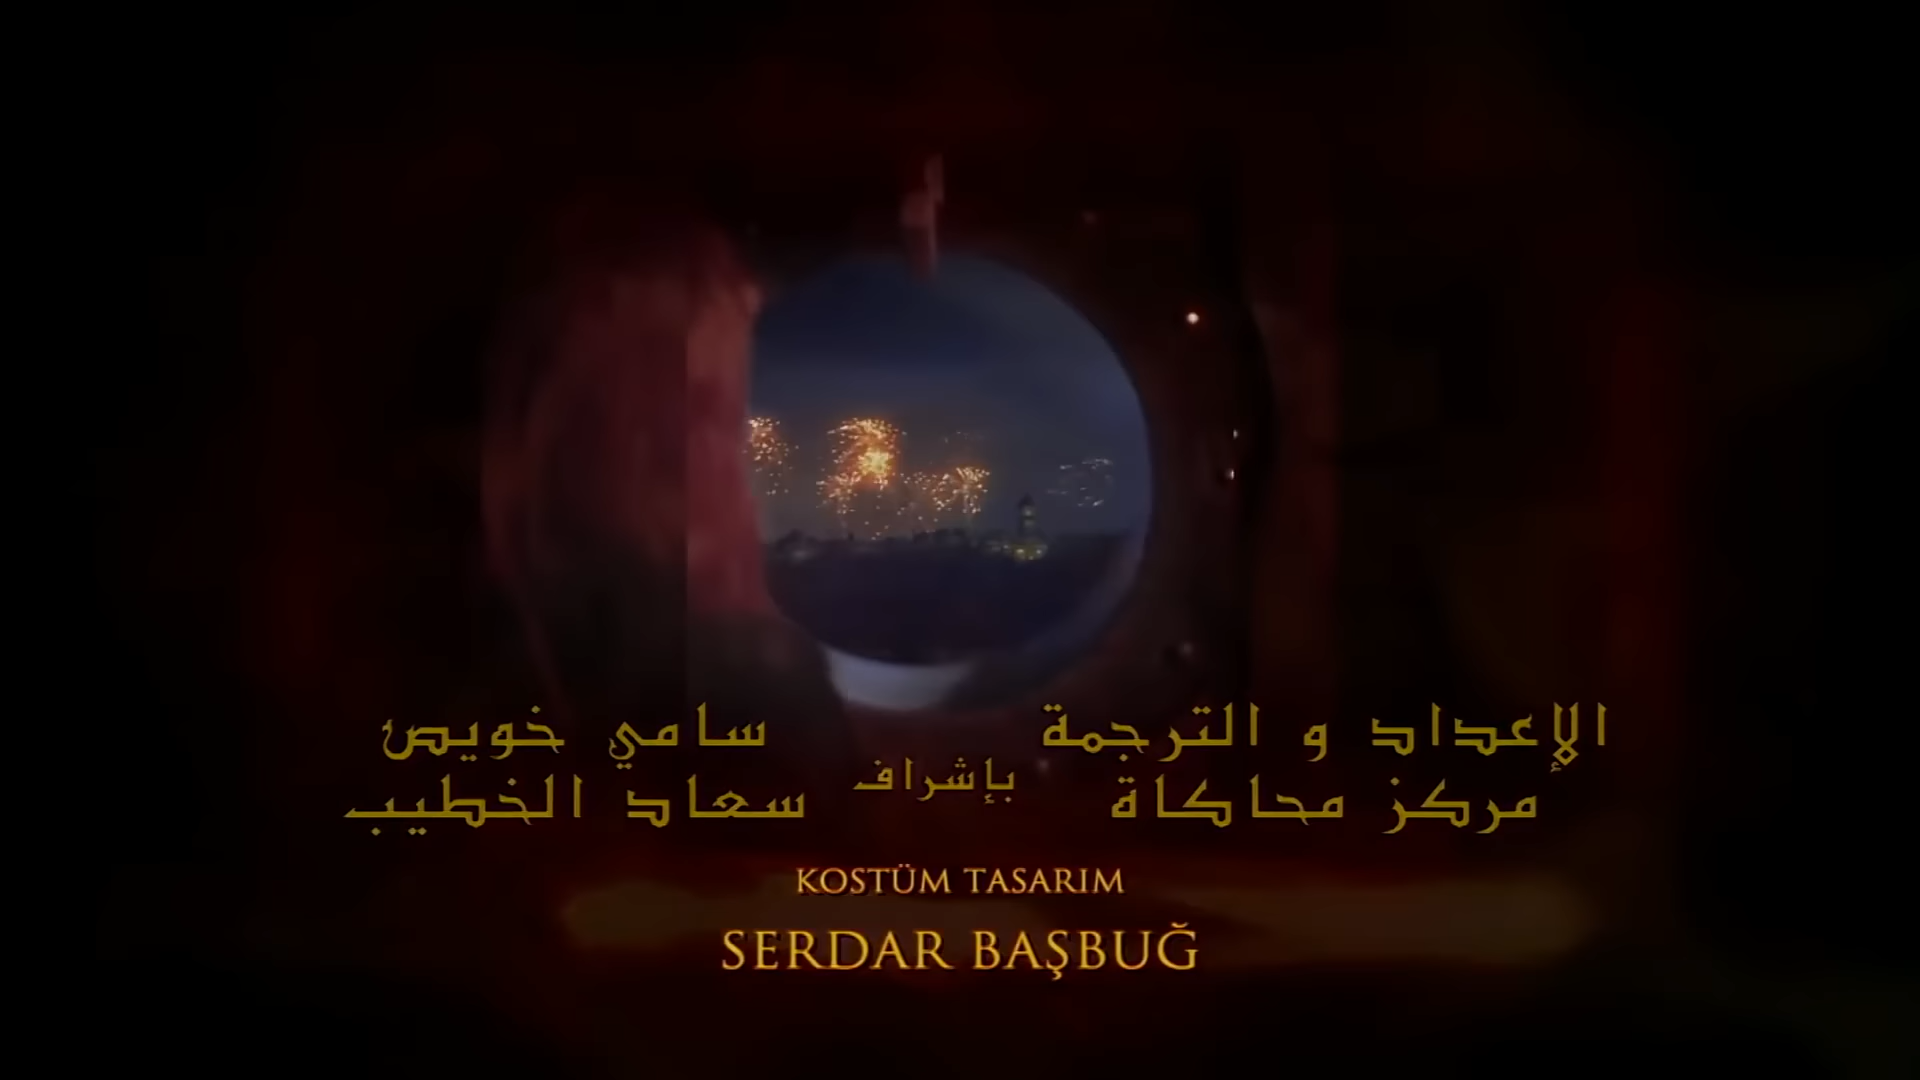 الإعداد و الترجمة
مركز محاكاة
بإشراف
سامي خويص
سعاد الخطيب
KOSTÜM TASARIM
SERDAR BAŞBUĞ